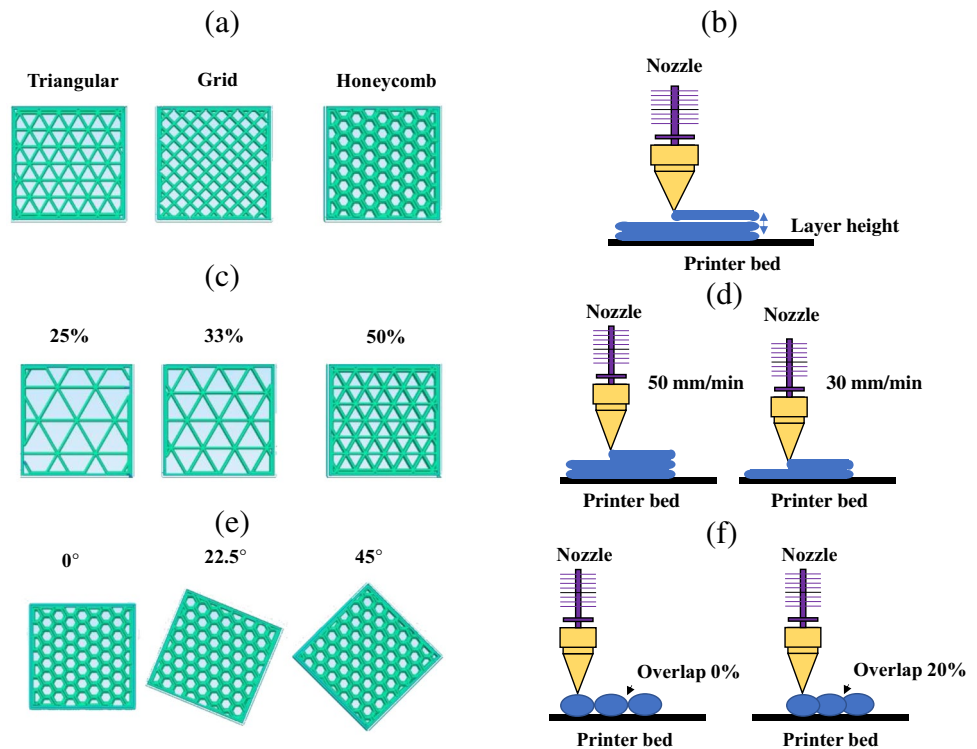 (a)
Triangular
Grid
Honeycomb
(b)
Nozzle
Layer height
Printer bed
(c)
25%
33%
50%
(d)
Nozzle
50 mm/min
Printer bed
Nozzle
30 mm/min
Printer bed
(e)
0°
22.5°
45°
(f)
Nozzle
Overlap 0%
Printer bed
Nozzle
Overlap 20%
Printer bed